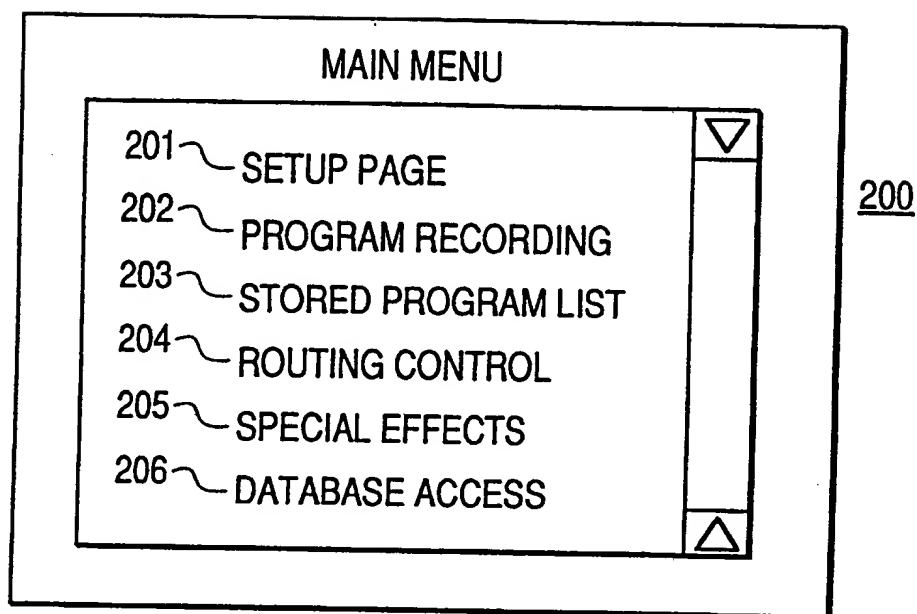 MAIN MENU
201 SETUP PAGE
202 PROGRAM RECORDING
200
203 STORED PROGRAM LIST
204 ROUTING CONTROL
205 SPECIAL EFFECTS
206 DATABASE ACCESS